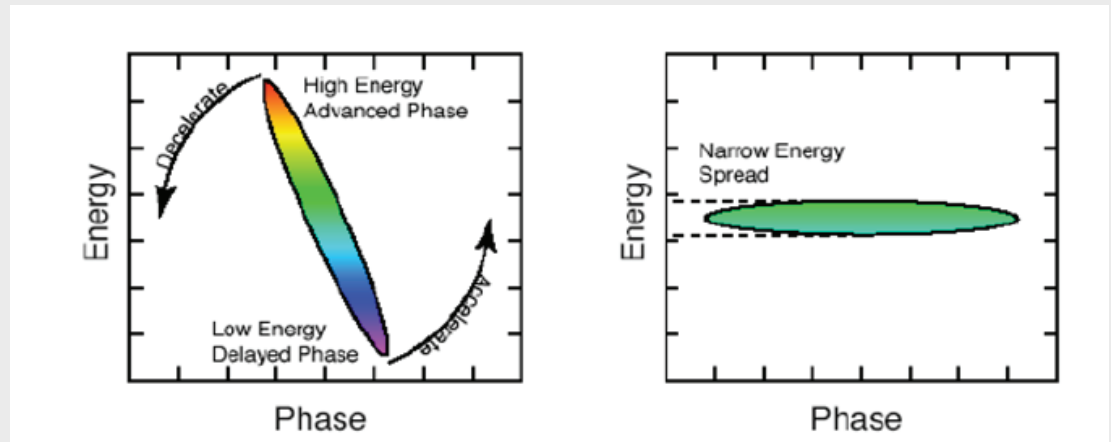 Decelerate
High Energy
Advanced Phase
Energy
Low Energy
Delayed Phase
Accelerate
Phase
Narrow Energy
Spread
Energy
Phase